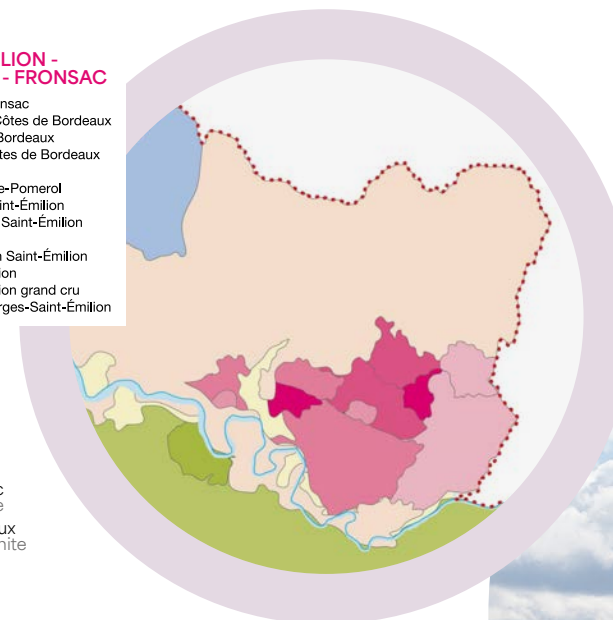 LION -
- FRONSAC
nsac
Côtes de Bordeaux
Bordeaux
tes de Bordeaux
e-Pomerol
int-Émilion
Saint-Émilion
n Saint-Émilion
ion
ion grand cru
rges-Saint-Émilion
c
e
ux
nite